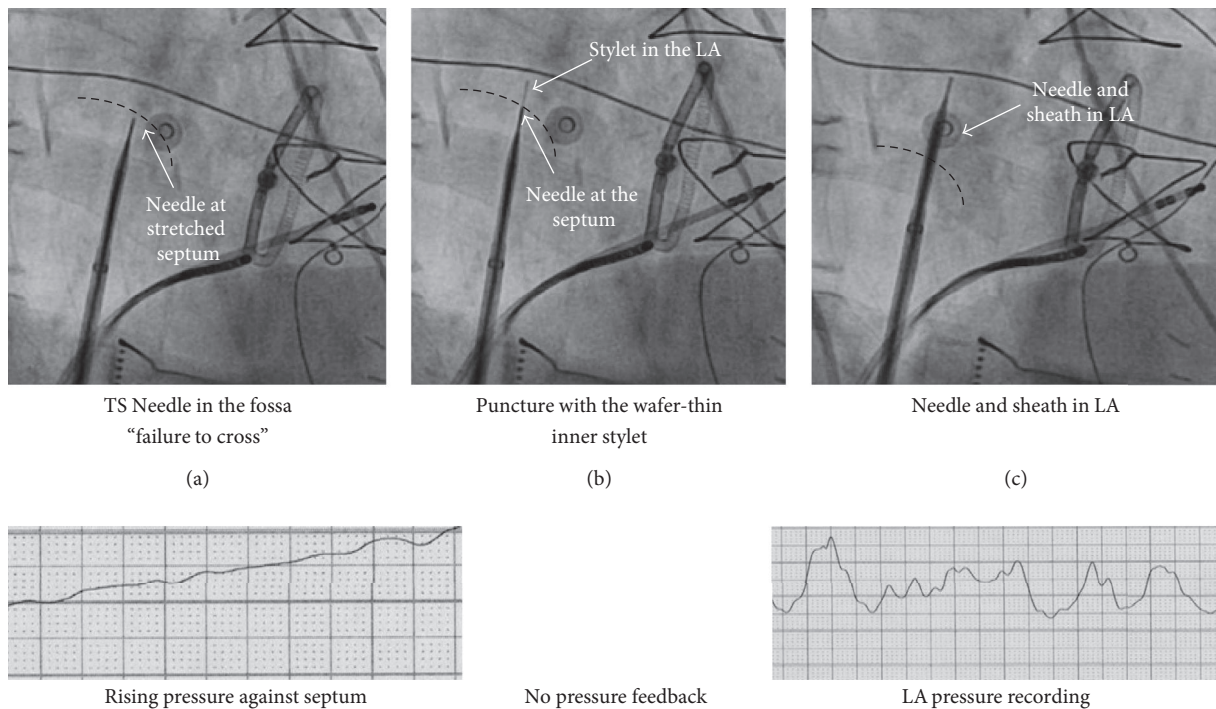 Needle at
stretched
septum
TS Needle in the fossa
“failure to cross”
(a)
Stylet in the LA
Needle at the
septum
Puncture with the wafer-thin
inner stylet
(b)
Needle and
sheath in LA
Needle and sheath in LA
(c)
Rising pressure against septum
No pressure feedback
LA pressure recording